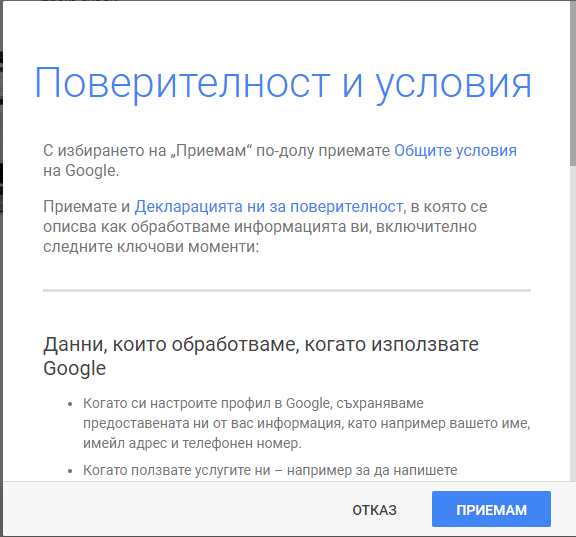 Поверителност и условия
С избирането на „Приемам“ по-долу приемате Общите условия
на Google.
Приемате и Декларацията ни за поверителност, в която се
описва как обработваме информацията ви, включително
следните ключови моменти:
Данни, които обработваме, когато използвате
Google
• Когато си настроите профил в Google, съхраняваме
предоставената ни от вас информация, като например вашето име,
имейл адрес и телефонен номер.
• Когато ползвате услугите ни – например за да напишете
ОТКАЗ
ПРИЕМАМ